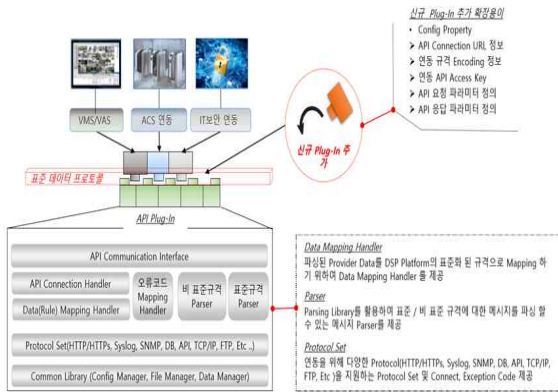 신규 Plug-In 추가 확장용이
• Config Property
➢ API Connection URL 정보
➢ 연동 규격 Encoding 정보
➢ 연동 API Access Key
➢ API 요청 파라미터 정의
➢ API 응답 파라미터 정의
VMS/VAS
ACS 연동
IT보안 연동
신규 Plug-In 추
가
표준 데이터 프로토콜
API Plug-In
API Communication Interface
API Connection Handler
Data(Rule) Mapping Handler
오류코드
Mapping
Handler
비 표준규격
Parser
표준규격
Parser
Protocol Set(HTTP/HTTPs, Syslog, SNMP, DB, API, TCP/IP, FTP, Etc ..)
Common Library (Config Manager, File Manager, Data Manager)
Data Mapping Handler
파싱된 Provider Data를 DSP Platform의 표준화 된 규격으로 Mapping 하
기 위하여 Data Mapping Handler 를 제공
Parser
Parsing Library를 활용하여 표준 / 비 표준 규격에 대한 메시지를 파싱 할
수 있는 메시지 Parser를 제공
Protocol Set
연동을 위해 다양한 Protocol(HTTP/HTTPs, Syslog, SNMP, DB, API, TCP/IP,
FTP, Etc )을 지원하는 Protocol Set 및 Connect, Exception Code 제공